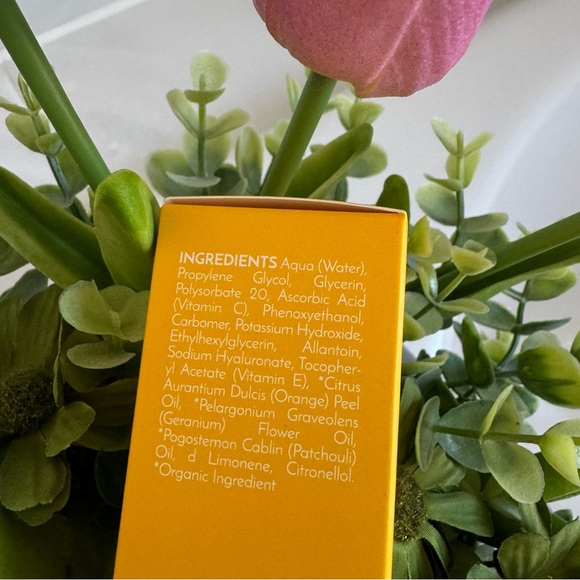 INGREDIENTS Aqua (Water),
Propylene Glycol, Glycerin,
Polysorbate 20, Ascorbic Acid
(Vitamin C), Phenoxyethanol,
Carbomer, Potassium Hydroxide,
Ethylhexylglycerin, Allantoin,
Sodium Hyaluronate, Tocopher-
yl Acetate (Vitamin E), *Citrus
Aurantium Dulcis (Orange) Peel
Oil, *Pelargonium Graveolens
(Geranium) Flower Oil,
*Pogostemon Cablin (Patchouli)
Oil, d Limonene, Citronellol.
*Organic Ingredient